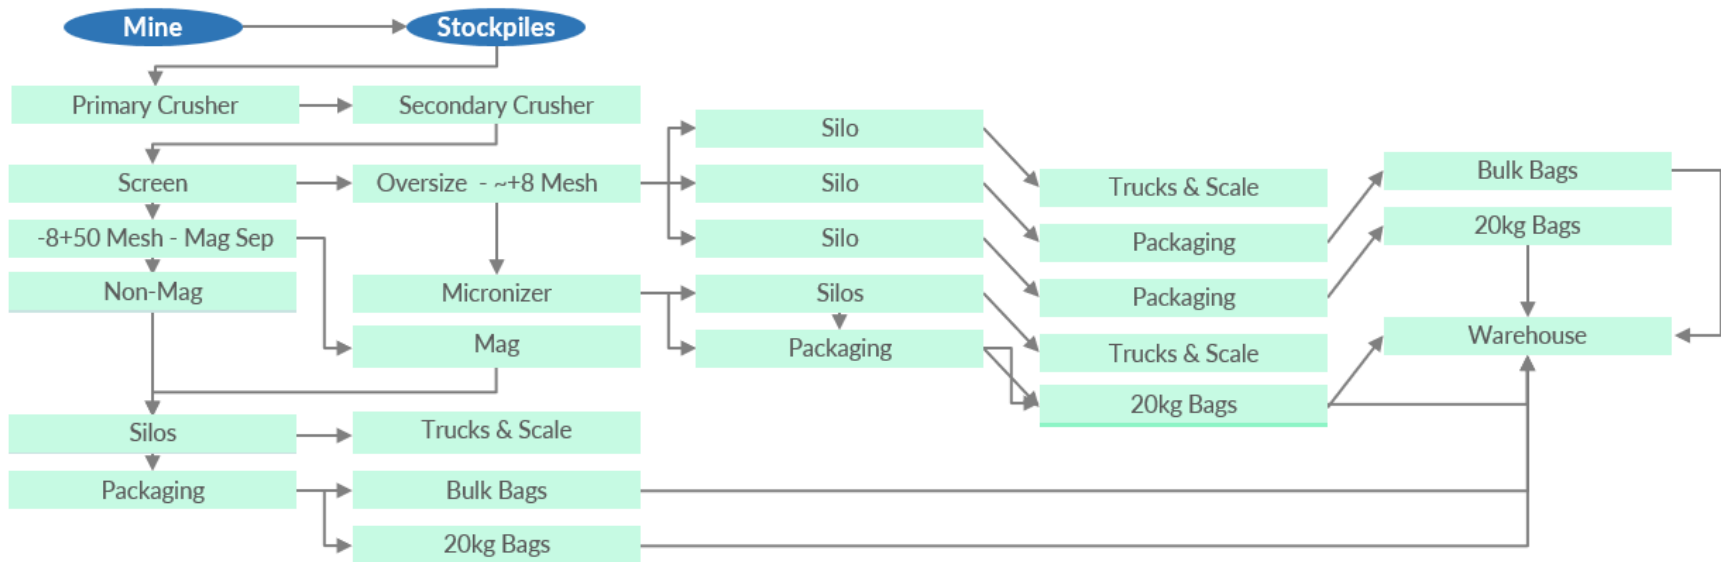 Mine
Stockpiles
Primary Crusher
Secondary Crusher
Silo
Screen
Oversize - ~+8 Mesh
Silo
Trucks & Scale
Bulk Bags
-8+50 Mesh - Mag Sep
Silo
Packaging
20kg Bags
Non-Mag
Micronizer
Silos
Packaging
Mag
Packaging
Trucks & Scale
Warehouse
20kg Bags
Silos
Trucks & Scale
Packaging
Bulk Bags
20kg Bags